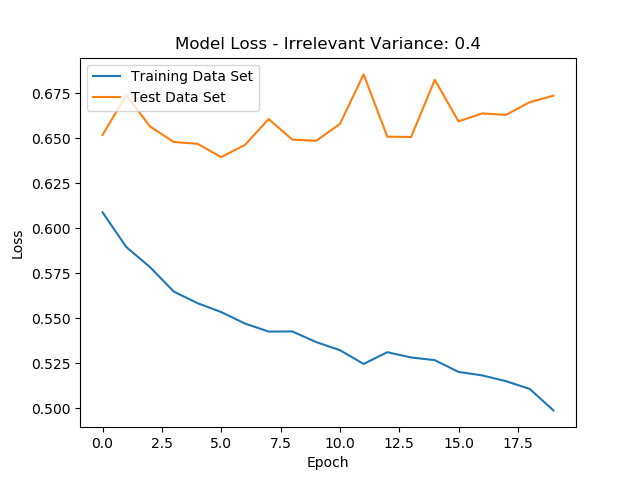 Model Loss - Irrelevant Variance: 0.4
Training Data Set
Test Data Set
Loss
0.675
0.650
0.625
0.600
0.575
0.550
0.525
0.500
0.0 2.5 5.0 7.5 10.0 12.5 15.0 17.5
Epoch